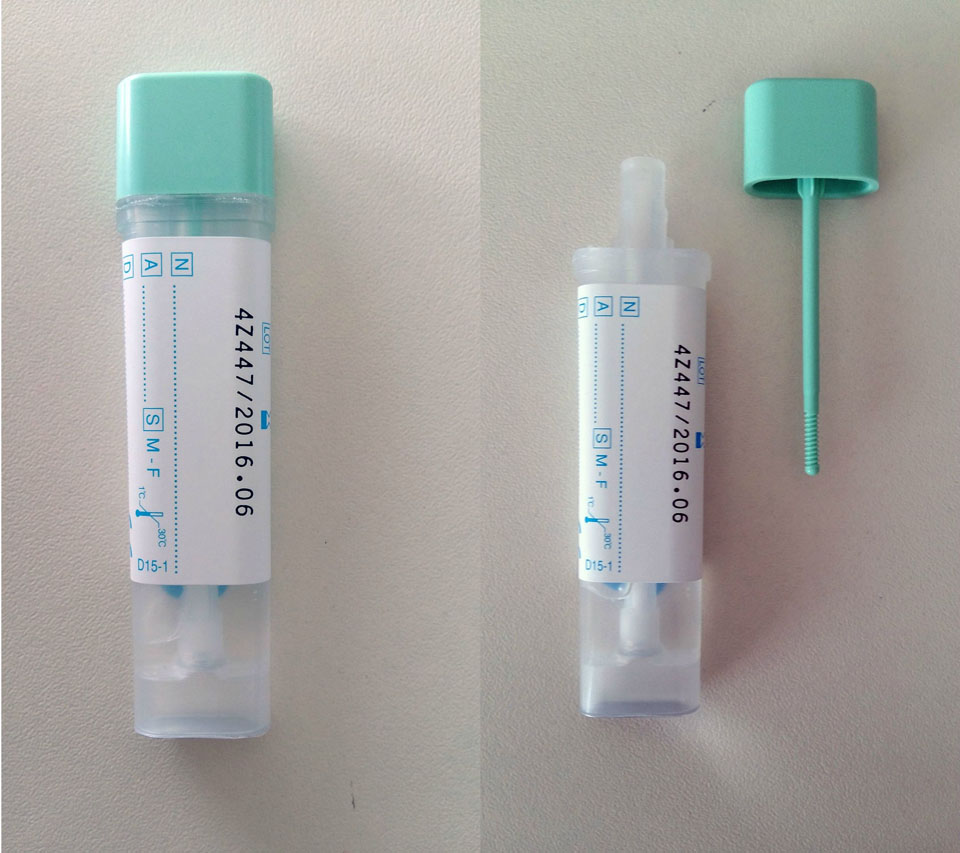 N
A
D
S M-F
1°C
30°C
D15-1
LOT
4Z447/2016.06
N
A
D
S M-F
1°C
30°C
D15-1
LOT
4Z447/2016.06